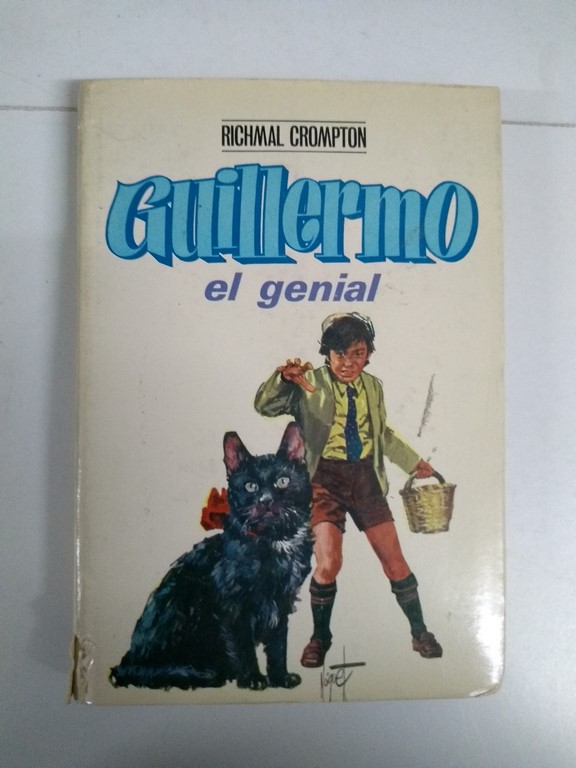 RICHMAL CROMPTON
Guillermo
el genial